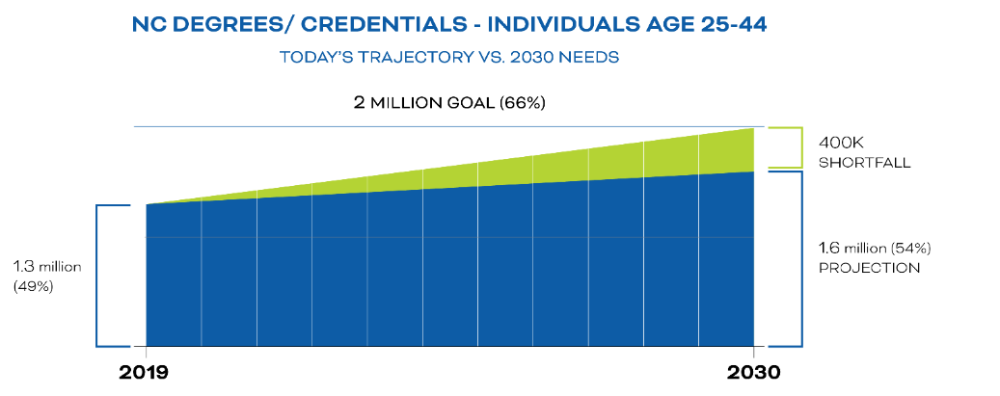 NC DEGREES/ CREDENTIALS - INDIVIDUALS AGE 25-44
TODAY'S TRAJECTORY VS. 2030 NEEDS
2 MILLION GOAL (66%)
400K
SHORTFALL
1.6 million (54%)
PROJECTION
1.3 million
(49%)
2019
2030